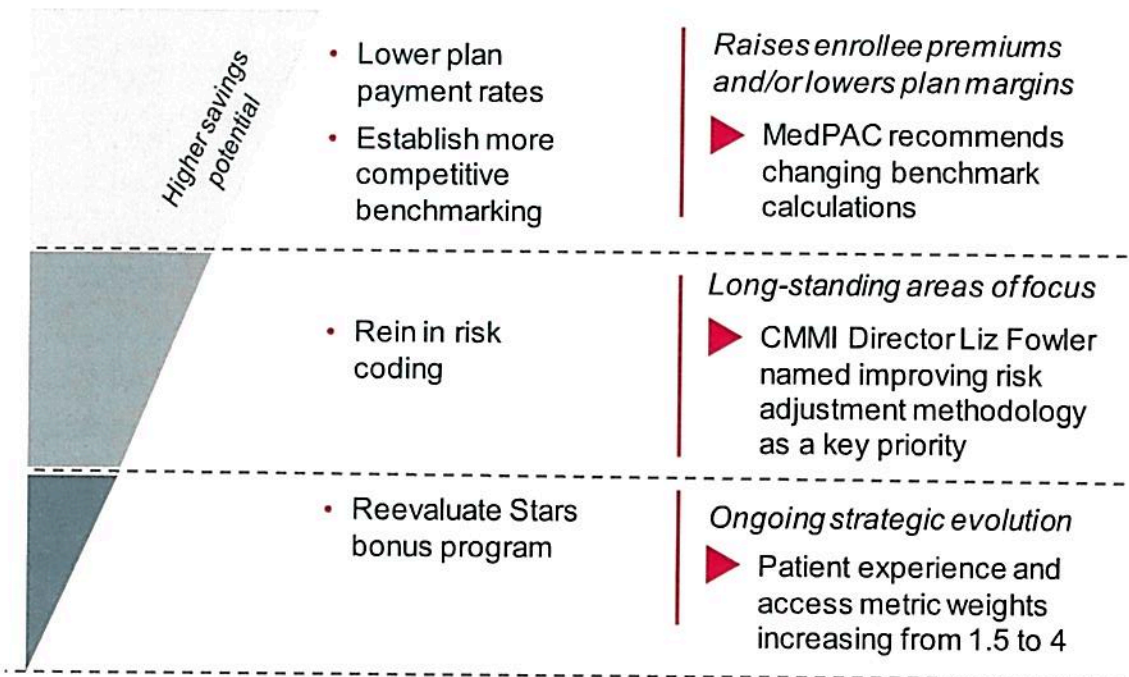 Higher savings
potential
• Lower plan
payment rates
• Establish more
competitive
benchmarking
Raises enrollee premiums
and/or lowers plan margins
MedPAC recommends
changing benchmark
calculations
• Rein in risk
coding
Long-standing areas of focus
CMMI Director Liz Fowler
named improving risk
adjustment methodology
as a key priority
• Reevaluate Stars
bonus program
Ongoing strategic evolution
Patient experience and
access metric weights
increasing from 1.5 to 4